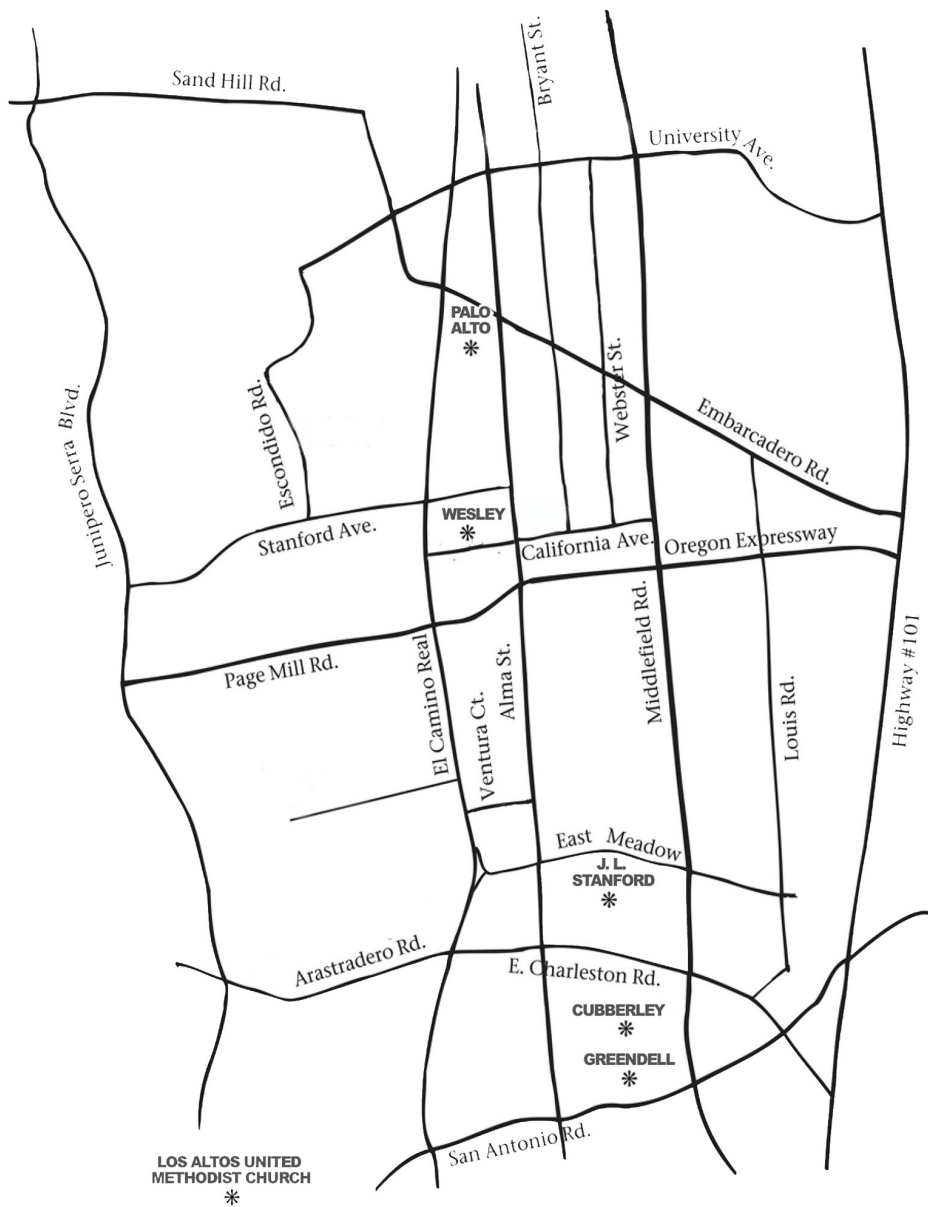 Bryant St.
Sand Hill Rd.
University Ave.
PALO
ALTO
Webster St.
Junipero Serra Blvd.
Escondido Rd.
Embarcadero Rd.
WESLEY
Stanford Ave.
California Ave.
Oregon Expressway
Page Mill Rd.
El Camino Real
Ventura Ct.
Alma St.
Middlefield Rd.
Louis Rd.
Highway #101
East Meadow
J. L.
STANFORD
Arastradero Rd.
E. Charleston Rd.
CUBBERLEY
GREENDELL
San Antonio Rd.
LOS ALTOS UNITED
METHODIST CHURCH